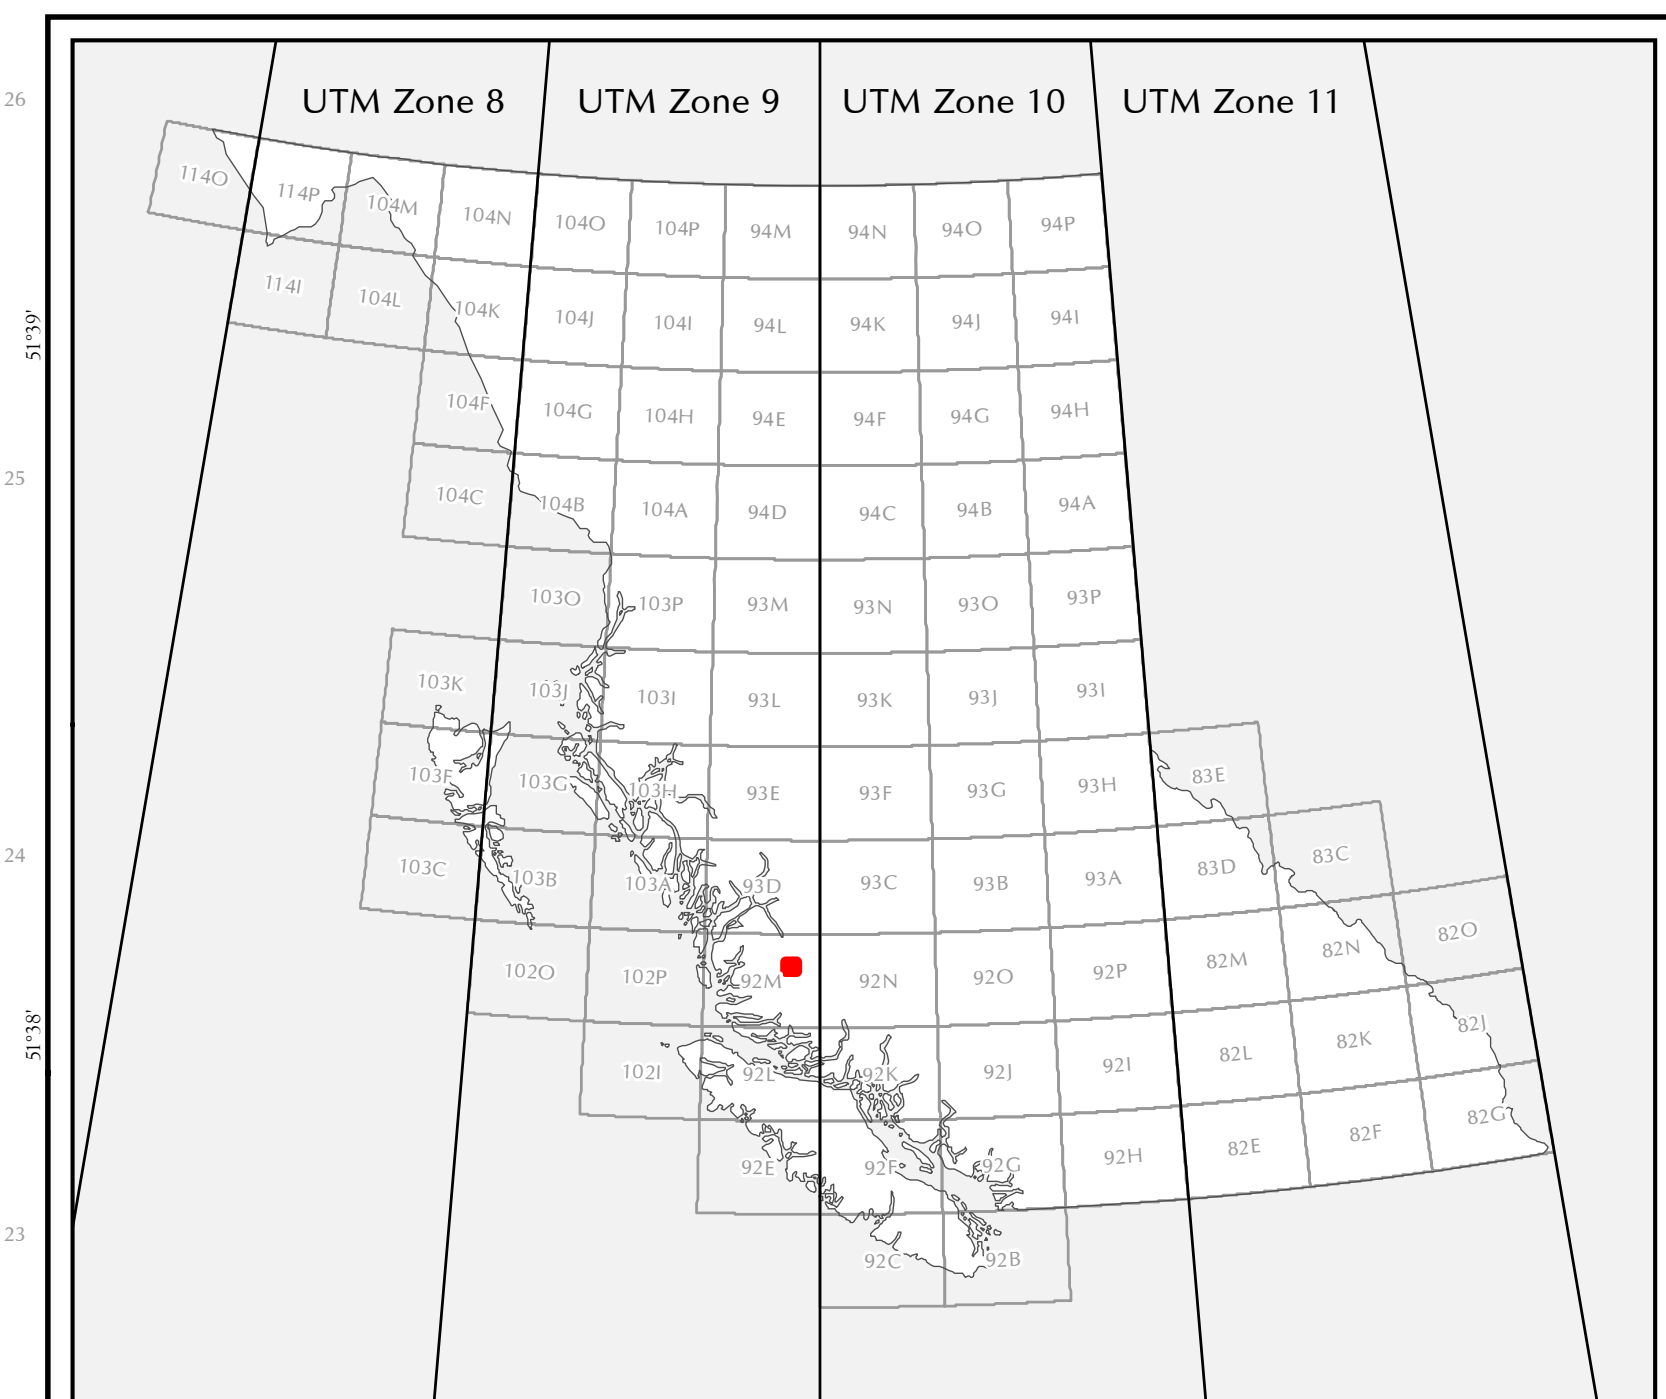 UTM Zone 8 UTM Zone 9 UTM Zone 10 UTM Zone 11
26
114O 114P 104M 104N 104O 104P 94M 94N 94O 94P
114I 104L 104K 104J 104I 94L 94K 94J 94I
51°39'
104F 104G 104H 94E 94F 94G 94H
25
104C 104B 104A 94D 94C 94B 94A
103O 103P 93M 93N 93O 93P
103K 103J 103I 93L 93K 93J 93I
103F 103G 103H 93E 93F 93G 93H 83E
24
103C 103B 103A 93D 93C 93B 93A 83D 83C
102O 102P 92M 92N 92O 92P 82M 82N 82O
51°38'
102I 92L 92K 92J 92I 82L 82K 82J
92E 92F 92G 92H 82E 82F 82G
23
92C 92B